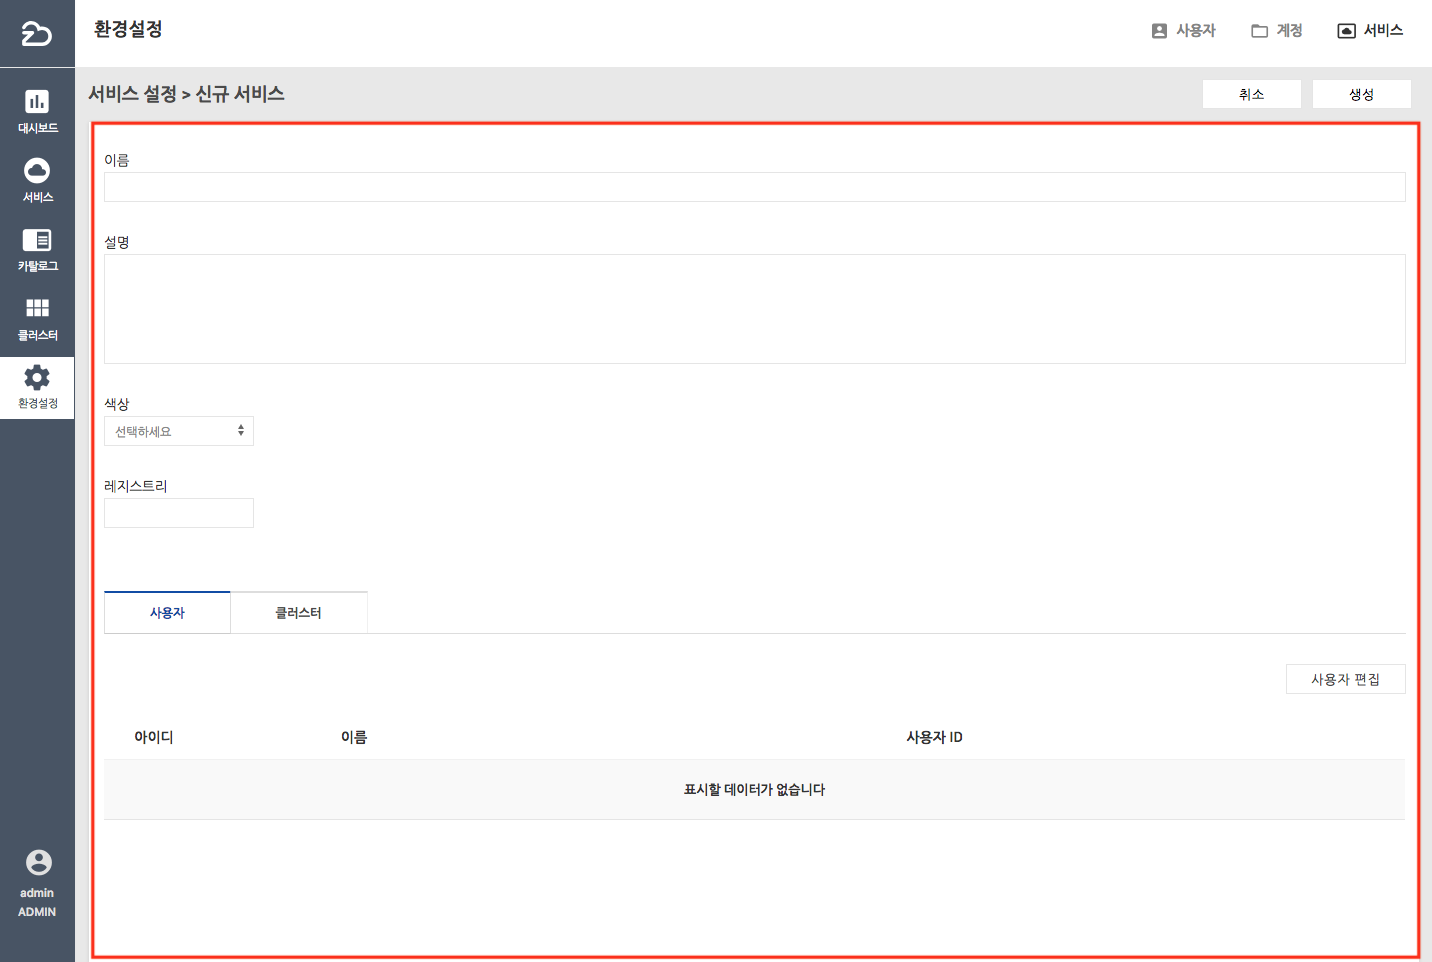 환경설정
사용자
계정
서비스
대시보드
서비스
카탈로그
클러스터
환경설정
admin
ADMIN
서비스 설정 > 신규 서비스
취소
생성
이름
설명
색상
선택하세요
레지스트리
사용자
클러스터
사용자 편집
아이디 이름 사용자 ID
표시할 데이터가 없습니다